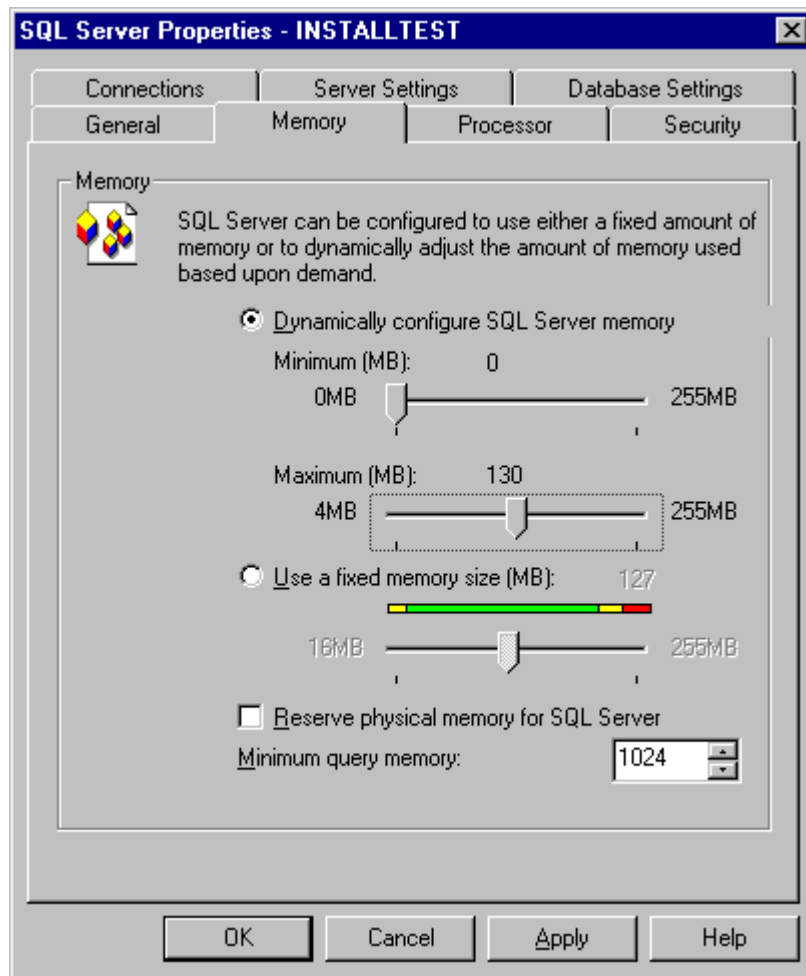 SQL Server Properties - INSTALLTEST
Connections
Server Settings
Database Settings
General
Memory
Processor
Security
Memory
SQL Server can be configured to use either a fixed amount of
memory or to dynamically adjust the amount of memory used
based upon demand.
Dynamically configure SQL Server memory
Minimum (MB): 0
0MB 255MB
Maximum (MB): 130
4MB 255MB
Use a fixed memory size (MB): 127
16MB 255MB
Reserve physical memory for SQL Server
Minimum query memory: 1024
OK Cancel Apply Help